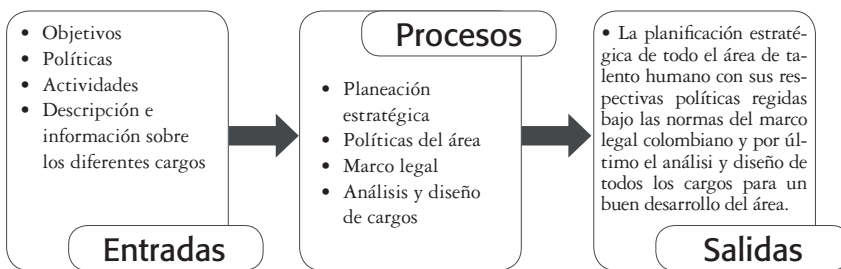 • Objetivos
• Políticas
• Actividades
• Descripción e
información sobre
los diferentes cargos
Entradas
Procesos
• Planeación
estratégica
• Políticas del área
• Marco legal
• Análisis y diseño
de cargos
• La planificación estraté-
gica de todo el área de ta-
lento humano con sus res-
pectivas políticas regidas
bajo las normas del marco
legal colombiano y por úl-
timo el análisi y diseño de
todos los cargos para un
buen desarrollo del área.
Salidas